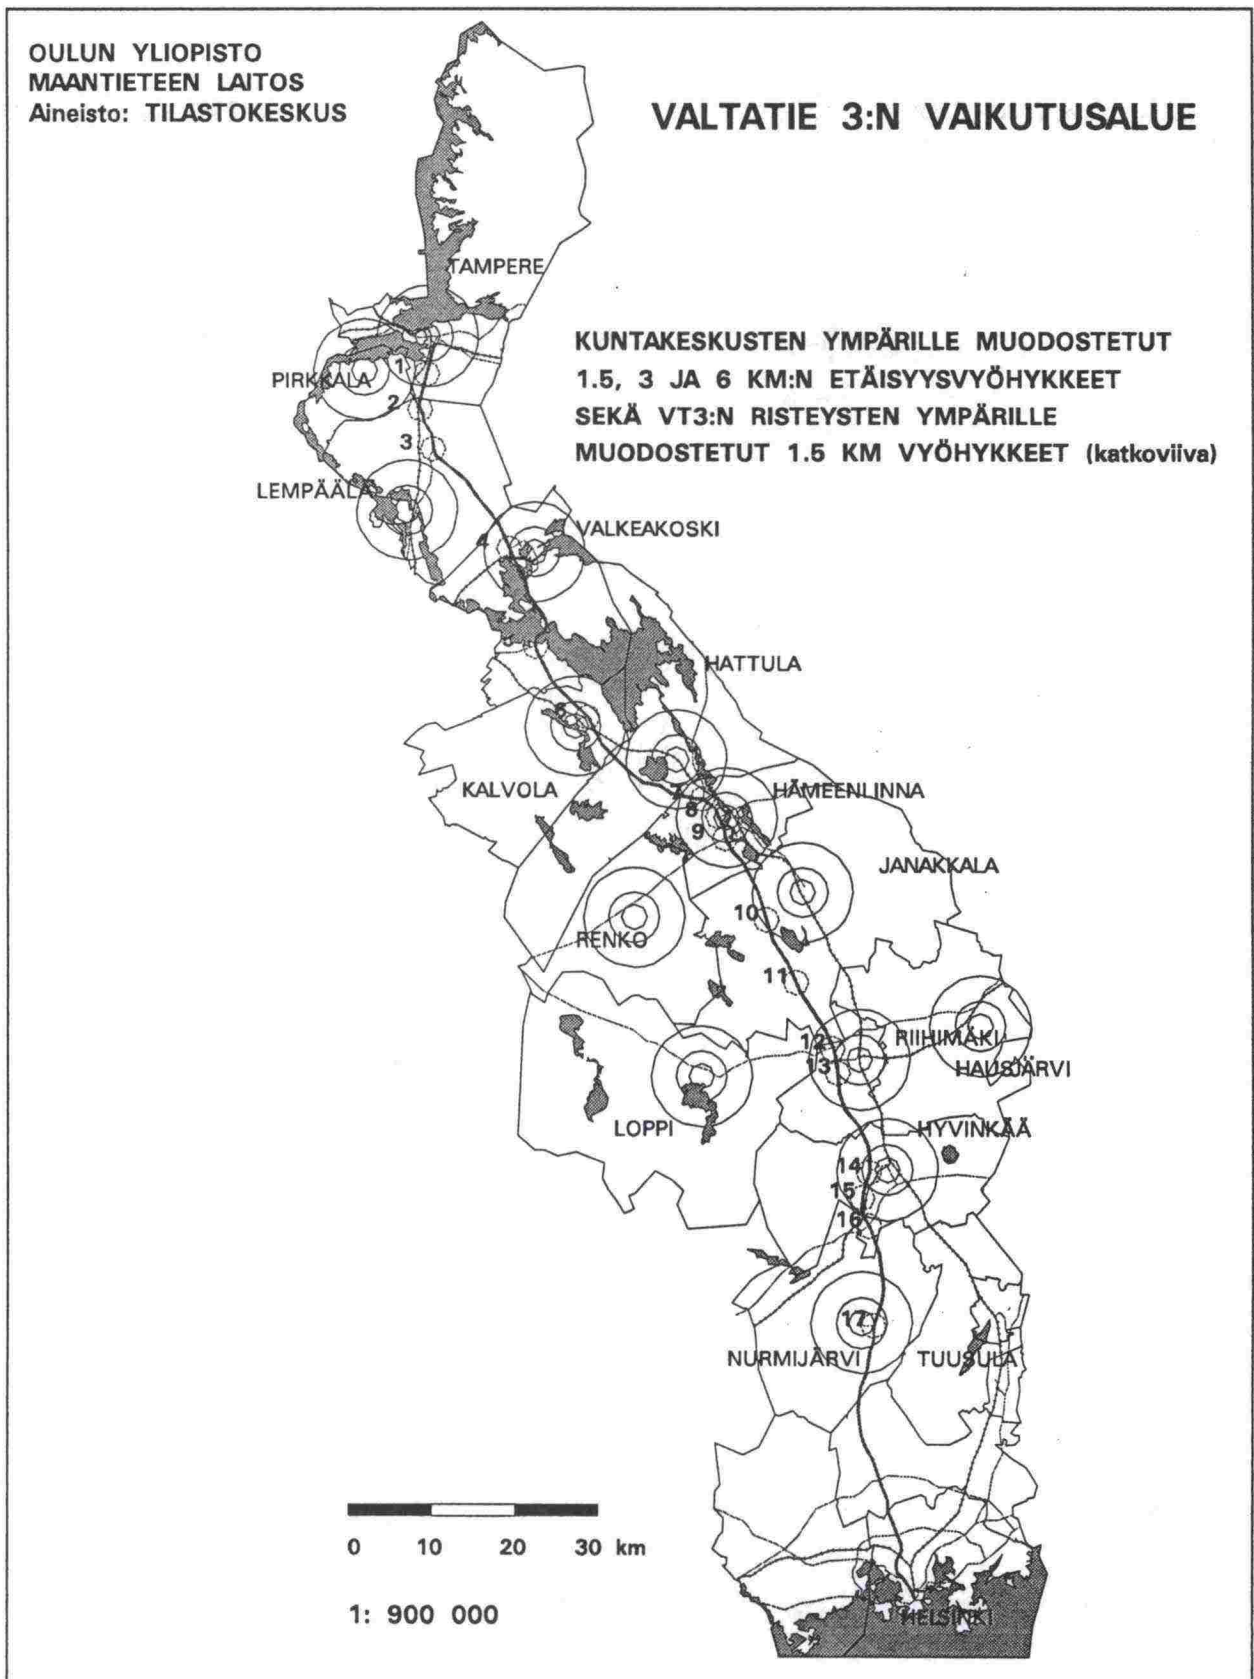 OULUN YLIOPISTO
MAANTIETEEN LAITOS
Aineisto: TILASTOKESKUS
VALTATIE 3:N VAIKUTUSALUE
TAMPERE
KUNTAKESKUSTEN YMPÄRILLE MUODOSTETUT
1.5, 3 JA 6 KM:N ETÄISYYSVYÖHYKKEET
SEKÄ VT3:N RISTEYSTEN YMPÄRILLE
MUODOSTETUT 1.5 KM VYÖHYKKEET (katkoviiva)
1
PIRKKALA
2
3
LEMPÄÄLÄ
VALKEAKOSKI
4
5
HATTULA
6
KALVOLA
7
HÄMEENLINNA
8
9
JANAKKALA
10
RENKO
11
12
RIIHIMÄKI
13
HAUSJÄRVI
LOPPI
HYVINKÄÄ
14
15
16
17
NURMIJÄRVI
TUUSULA
0 10 20 30 km
1: 900 000
HELSINKI